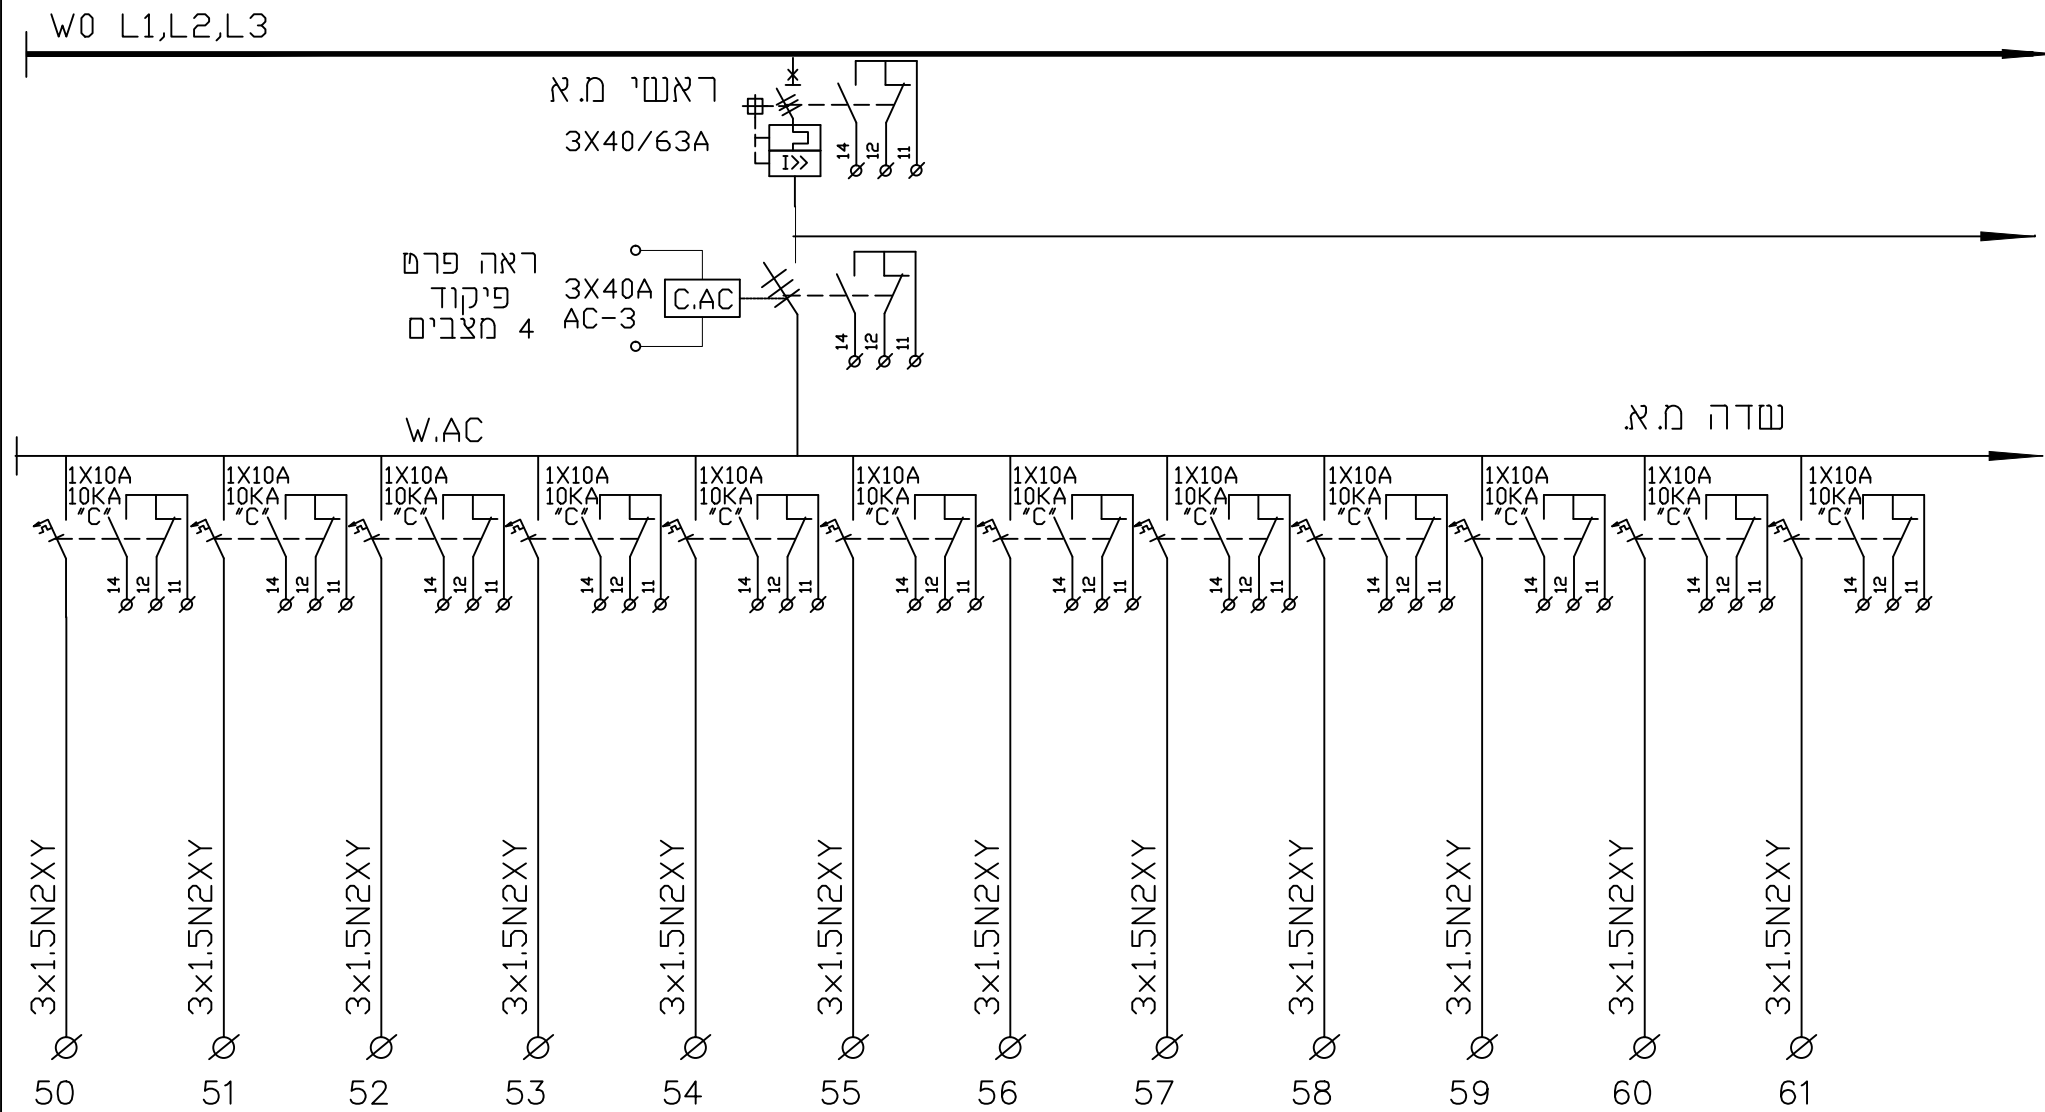 W0 L1,L2,L3
ראשי מ.א
3X40/63A
I>>
14 12 11
ראה פרט
פיקוד
4 מצבים
3X40A
AC-3
C.AC
14 12 11
W.AC
שדה מ.א.
1X10A 1X10A 1X10A 1X10A 1X10A 1X10A 1X10A 1X10A 1X10A 1X10A 1X10A 1X10A
10KA 10KA 10KA 10KA 10KA 10KA 10KA 10KA 10KA 10KA 10KA 10KA
"C" "C" "C" "C" "C" "C" "C" "C" "C" "C" "C" "C"
14 12 11 14 12 11 14 12 11 14 12 11 14 12 11 14 12 11 14 12 11 14 12 11 14 12 11 14 12 11 14 12 11 14 12 11
3x1.5N2XY 3x1.5N2XY 3x1.5N2XY 3x1.5N2XY 3x1.5N2XY 3x1.5N2XY 3x1.5N2XY 3x1.5N2XY 3x1.5N2XY 3x1.5N2XY 3x1.5N2XY 3x1.5N2XY
50 51 52 53 54 55 56 57 58 59 60 61